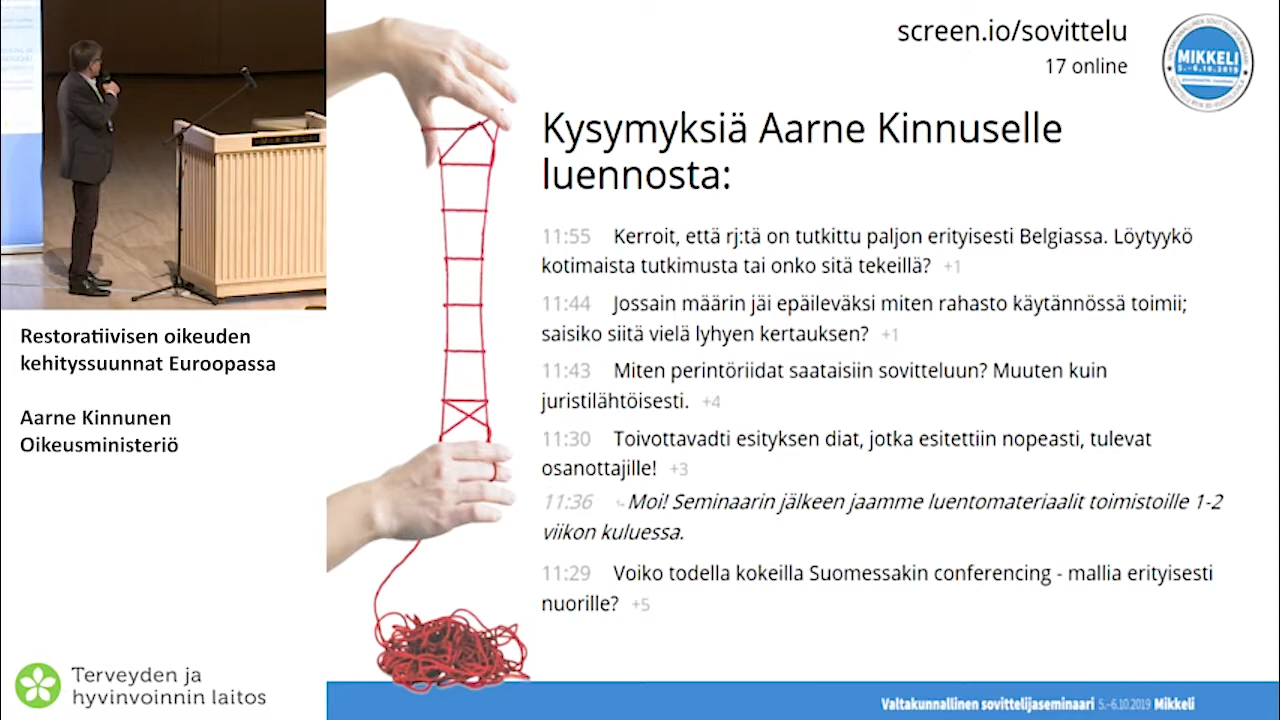 screen.io/sovittelu
17 online
MIKKELI
5.-6.10.2019
Kysymyksiä Aarne Kinnuselle
luennosta:
11:55 Kerroit, että rj:tä on tutkittu paljon erityisesti Belgiassa. Löytyykö
kotimaista tutkimusta tai onko sitä tekeillä? +1
11:44 Jossain määrin jäi epäileväksi miten rahasto käytännössä toimii;
saisiko siitä vielä lyhyen kertauksen? +1
11:43 Miten perintöriidat saataisiin sovitteluun? Muuten kuin
juristilähtöisesti. +4
11:30 Toivottavadti esityksen diat, jotka esitettiin nopeasti, tulevat
osanottajille! +3
11:36 Moi! Seminaarin jälkeen jaamme luentomateriaalit toimistoille 1-2
viikon kuluessa.
11:29 Voiko todella kokeilla Suomessakin conferencing - mallia erityisesti
nuorille? +5
Restoratiivisen oikeuden
kehityssuunnat Euroopassa
Aarne Kinnunen
Oikeusministeriö
Terveyden ja
hyvinvoinnin laitos
Valtakunnallinen sovittelijaseminaari 5.-6.10.2019 Mikkeli